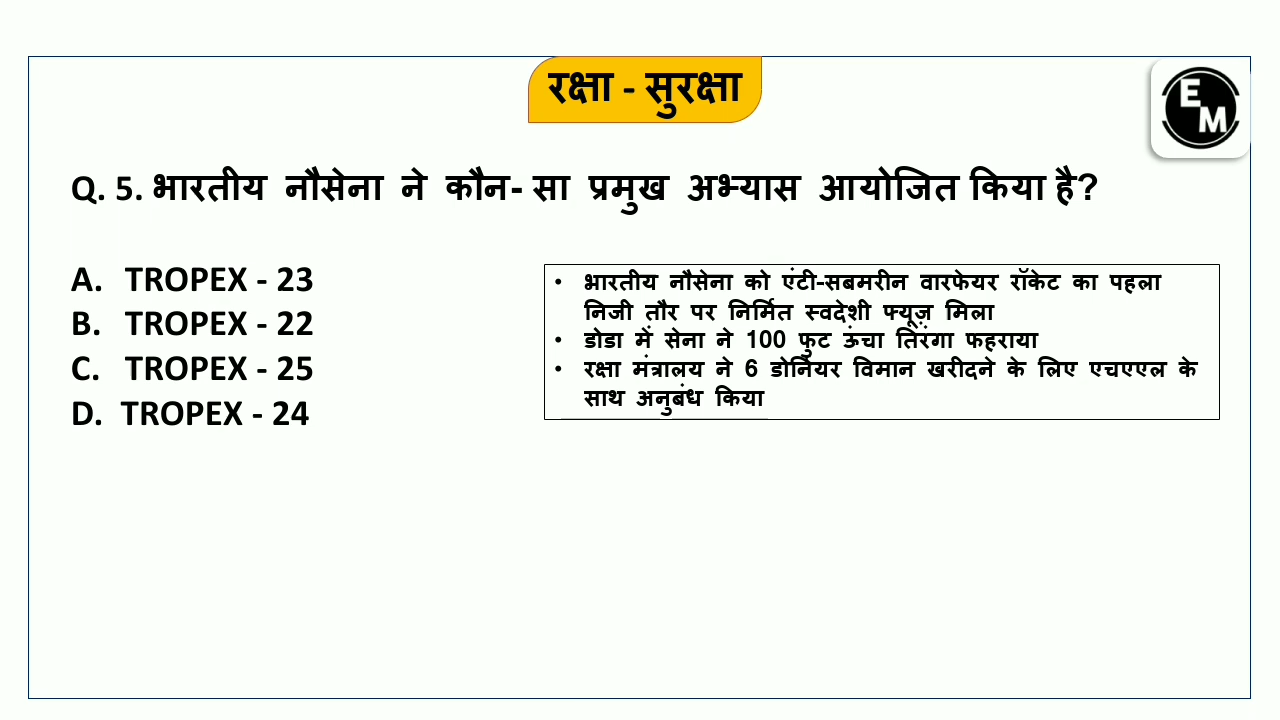 रक्षा - सुरक्षा
EM
Q. 5. भारतीय नौसेना ने कौन- सा प्रमुख अभ्यास आयोजित किया है?
A. TROPEX - 23
B. TROPEX - 22
C. TROPEX - 25
D. TROPEX - 24
• भारतीय नौसेना को एंटी-सबमरीन वारफेयर रॉकेट का पहला
निजी तौर पर निर्मित स्वदेशी फ्यूज़ मिला
• डोडा में सेना ने 100 फुट ऊंचा तिरंगा फहराया
• रक्षा मंत्रालय ने 6 डोर्नियर विमान खरीदने के लिए एचएएल के
साथ अनुबंध किया